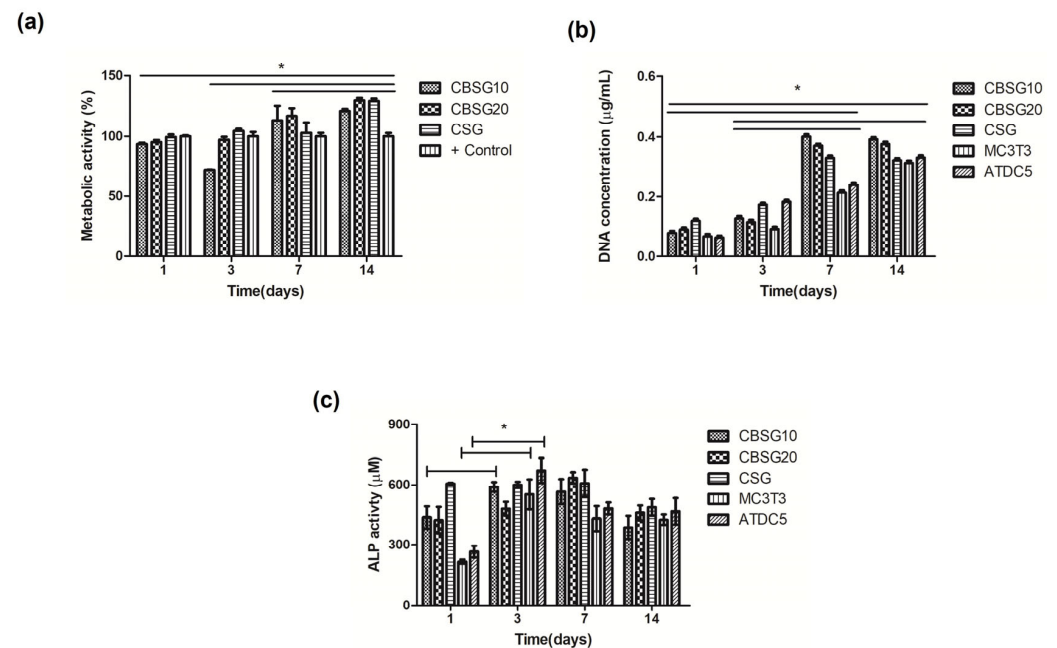 (a)
*
Metabolic activity (%)
150
100
50
0
1 3 7 14
Time(days)
CBSG10
CBSG20
CSG
+ Control
(b)
*
DNA concentration (µg/mL)
0.6
0.4
0.2
0.0
1 3 7 14
Time(days)
CBSG10
CBSG20
CSG
MC3T3
ATDC5
(c)
*
ALP activty (µM)
900
600
300
0
1 3 7 14
Time(days)
CBSG10
CBSG20
CSG
MC3T3
ATDC5